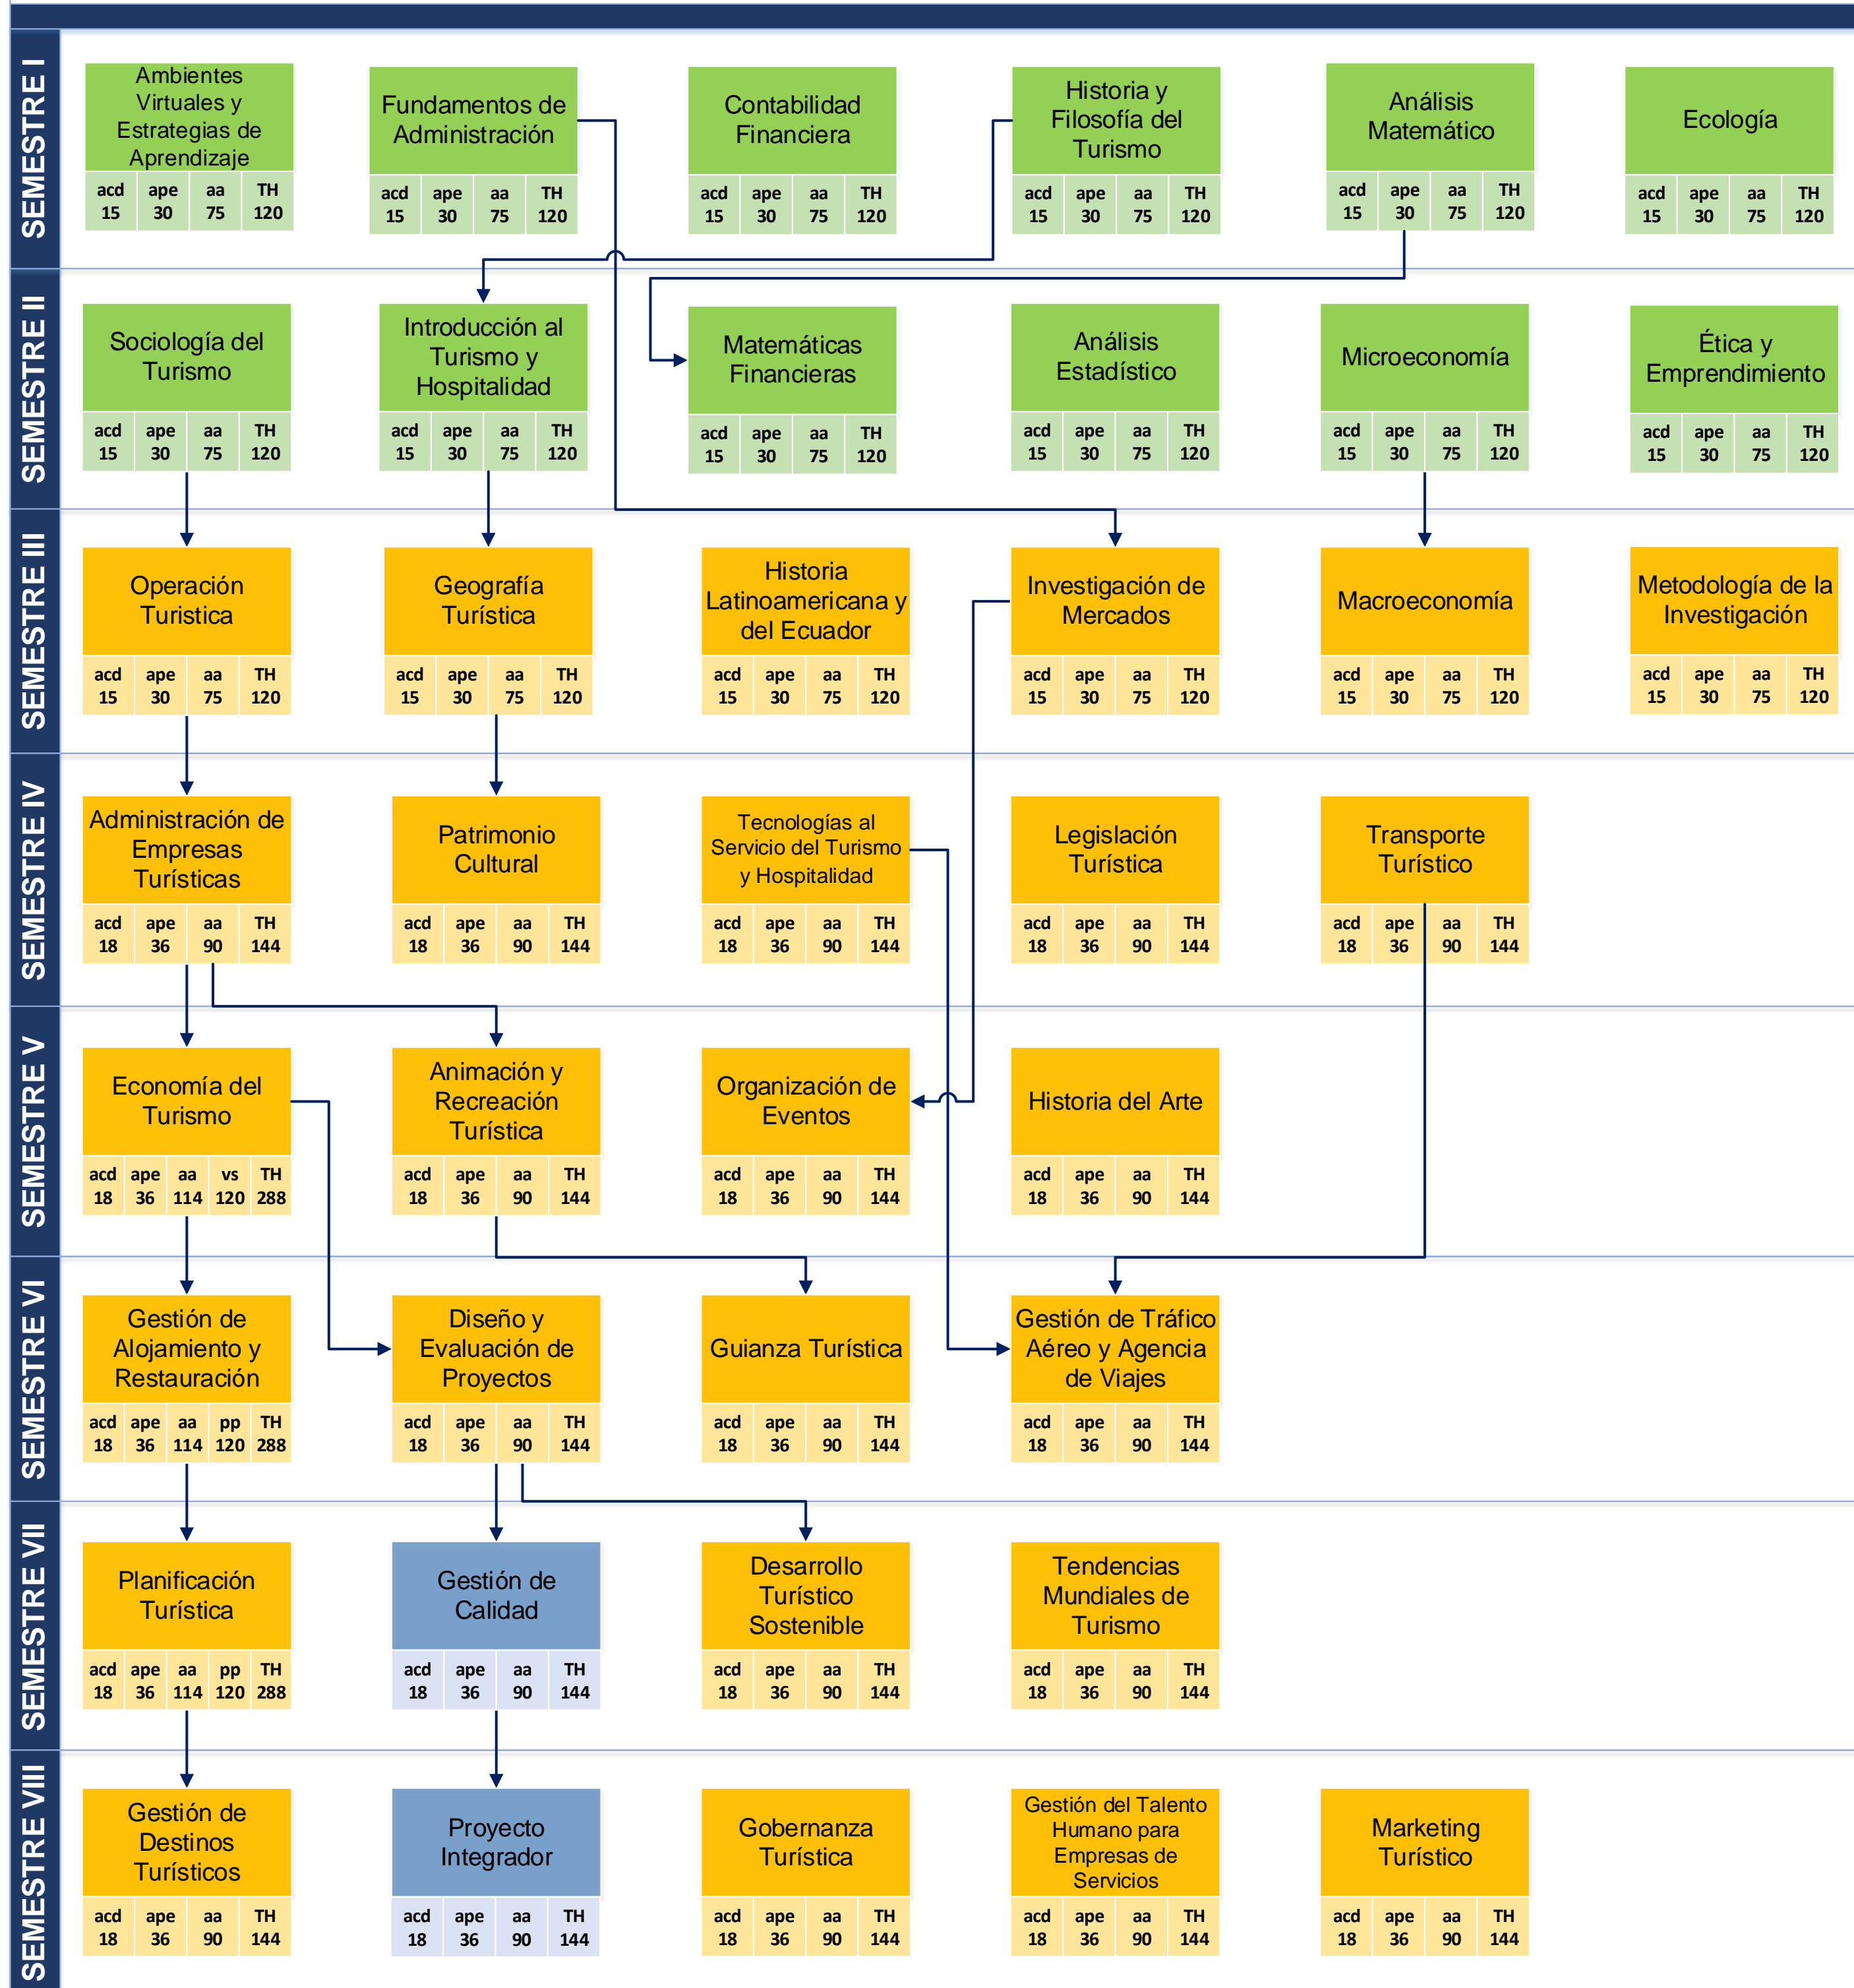 SEMESTRE I
Ambientes
Virtuales y
Estrategias de
Aprendizaje
acd ape aa TH
15 30 75 120
Fundamentos de
Administración
acd ape aa TH
15 30 75 120
Contabilidad
Financiera
acd ape aa TH
15 30 75 120
Historia y
Filosofía del
Turismo
acd ape aa TH
15 30 75 120
Análisis
Matemático
acd ape aa TH
15 30 75 120
Ecología
acd ape aa TH
15 30 75 120
SEMESTRE II
Sociología del
Turismo
acd ape aa TH
15 30 75 120
Introducción al
Turismo y
Hospitalidad
acd ape aa TH
15 30 75 120
Matemáticas
Financieras
acd ape aa TH
15 30 75 120
Análisis
Estadístico
acd ape aa TH
15 30 75 120
Microeconomía
acd ape aa TH
15 30 75 120
Ética y
Emprendimiento
acd ape aa TH
15 30 75 120
SEMESTRE III
Operación
Turistica
acd ape aa TH
15 30 75 120
Geografía
Turística
acd ape aa TH
15 30 75 120
Historia
Latinoamericana y
del Ecuador
acd ape aa TH
15 30 75 120
Investigación de
Mercados
acd ape aa TH
15 30 75 120
Macroeconomía
acd ape aa TH
15 30 75 120
Metodología de la
Investigación
acd ape aa TH
15 30 75 120
SEMESTRE IV
Administración de
Empresas
Turísticas
acd ape aa TH
18 36 90 144
Patrimonio
Cultural
acd ape aa TH
18 36 90 144
Tecnologías al
Servicio del Turismo
y Hospitalidad
acd ape aa TH
18 36 90 144
Legislación
Turística
acd ape aa TH
18 36 90 144
Transporte
Turístico
acd ape aa TH
18 36 90 144
SEMESTRE V
Economía del
Turismo
acd ape aa vs TH
18 36 114 120 288
Animación y
Recreación
Turística
acd ape aa TH
18 36 90 144
Organización de
Eventos
acd ape aa TH
18 36 90 144
Historia del Arte
acd ape aa TH
18 36 90 144
SEMESTRE VI
Gestión de
Alojamiento y
Restauración
acd ape aa pp TH
18 36 114 120 288
Diseño y
Evaluación de
Proyectos
acd ape aa TH
18 36 90 144
Guianza Turística
acd ape aa TH
18 36 90 144
Gestión de Tráfico
Aéreo y Agencia
de Viajes
acd ape aa TH
18 36 90 144
SEMESTRE VII
Planificación
Turística
acd ape aa pp TH
18 36 114 120 288
Gestión de
Calidad
acd ape aa TH
18 36 90 144
Desarrollo
Turístico
Sostenible
acd ape aa TH
18 36 90 144
Tendencias
Mundiales de
Turismo
acd ape aa TH
18 36 90 144
SEMESTRE VIII
Gestión de
Destinos
Turísticos
acd ape aa TH
18 36 90 144
Proyecto
Integrador
acd ape aa TH
18 36 90 144
Gobernanza
Turística
acd ape aa TH
18 36 90 144
Gestión del Talento
Humano para
Empresas de
Servicios
acd ape aa TH
18 36 90 144
Marketing
Turístico
acd ape aa TH
18 36 90 144